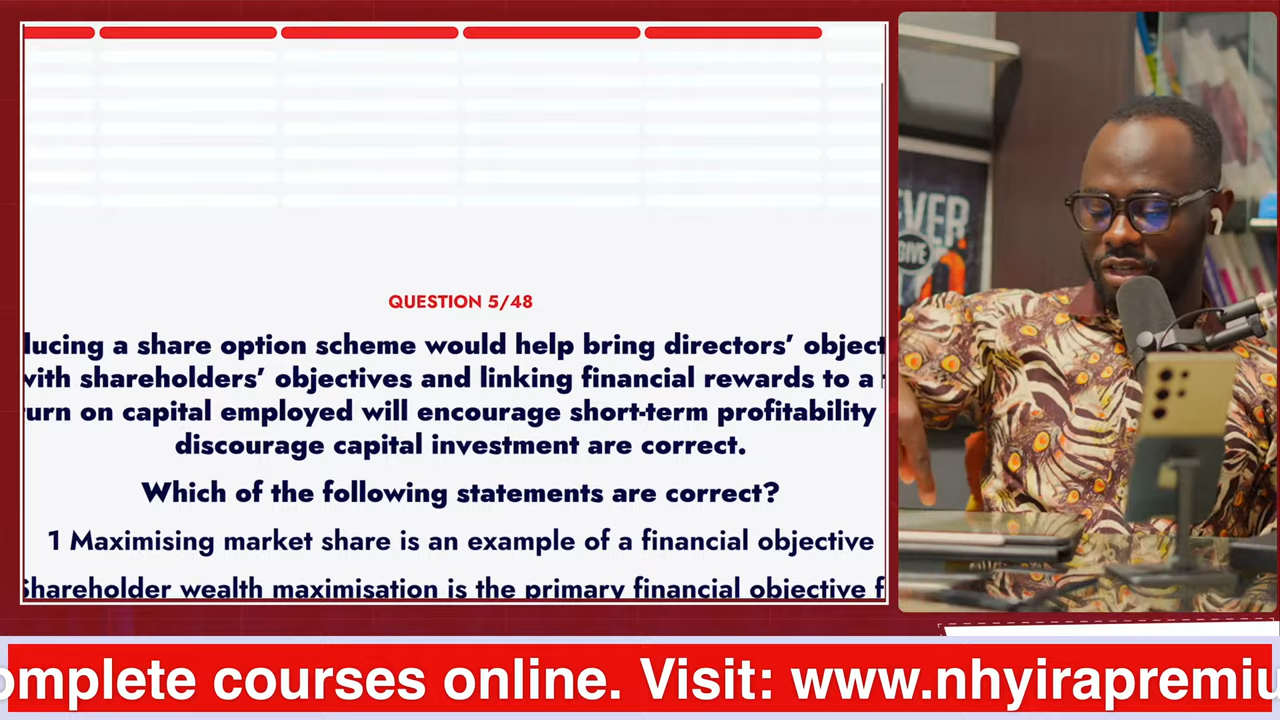 QUESTION 5/48
lucing a share option scheme would help bring directors’ object
with shareholders’ objectives and linking financial rewards to a
urn on capital employed will encourage short-term profitability
discourage capital investment are correct.
Which of the following statements are correct?
1 Maximising market share is an example of a financial objective
Shareholder wealth maximisation is the primary financial objective f
EVER
GIVE
omplete courses online. Visit: www.nhyirapremiu